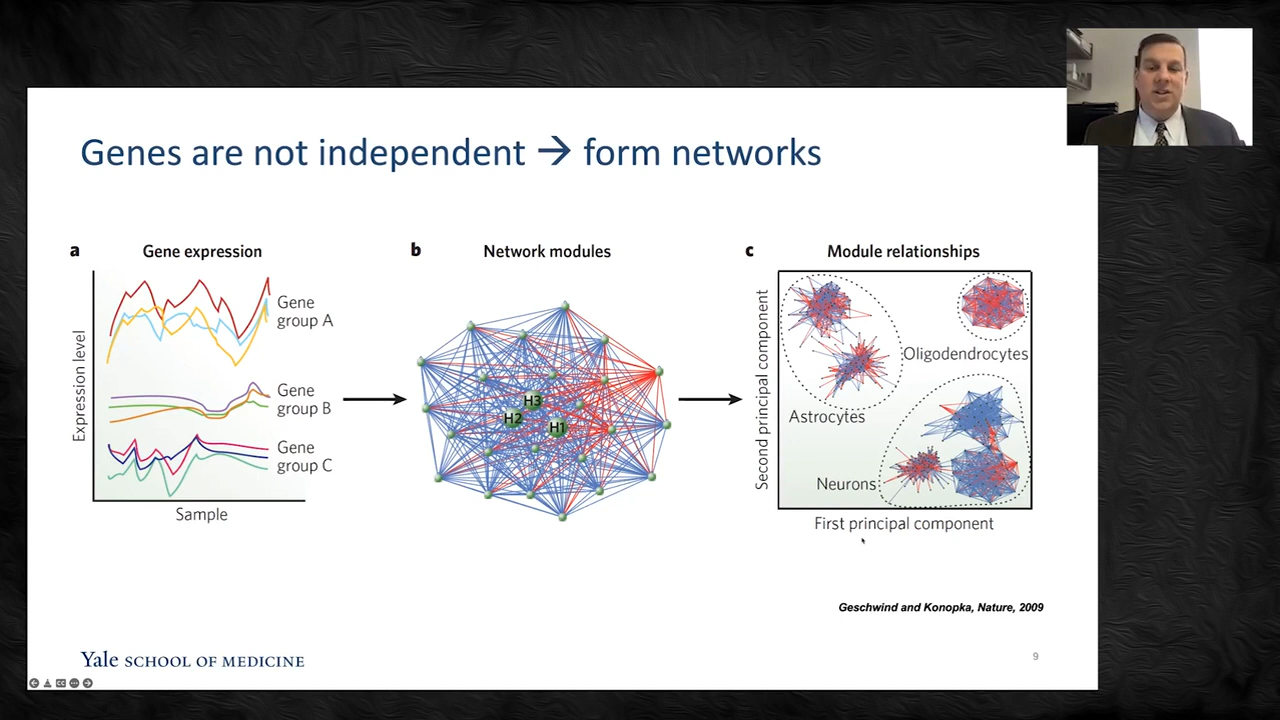 Genes are not independent → form networks
a Gene expression
Expression level
Gene
group A
Gene
group B
Gene
group C
Sample
b Network modules
H3
H2
H1
c Module relationships
Second principal component
Oligodendrocytes
Astrocytes
Neurons
First principal component
Geschwind and Konopka, Nature, 2009
Yale SCHOOL OF MEDICINE
9